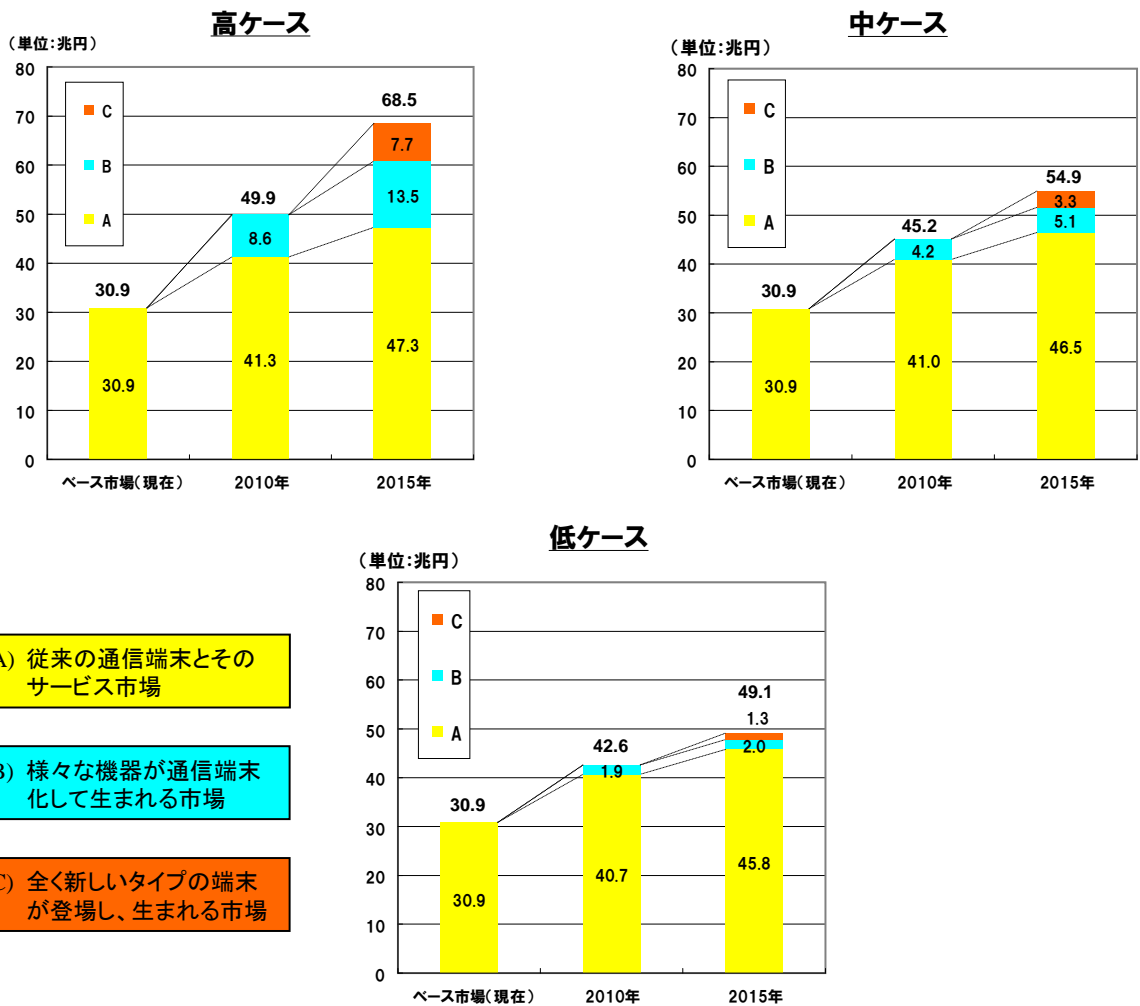 高ケース
（単位:兆円）
80
70
60
50
40
30
20
10
0
C
B
A
30.9
30.9
49.9
8.6
41.3
68.5
7.7
13.5
47.3
ベース市場(現在)
2010年
2015年
中ケース
（単位:兆円）
80
70
60
50
40
30
20
10
0
C
B
A
30.9
30.9
45.2
4.2
41.0
54.9
3.3
5.1
46.5
ベース市場(現在)
2010年
2015年
低ケース
（単位:兆円）
80
70
60
50
40
30
20
10
0
C
B
A
30.9
30.9
42.6
1.9
40.7
49.1
1.3
2.0
45.8
ベース市場(現在)
2010年
2015年
A) 従来の通信端末とその
サービス市場
B) 様々な機器が通信端末
化して生まれる市場
C) 全く新しいタイプの端末
が登場し、生まれる市場